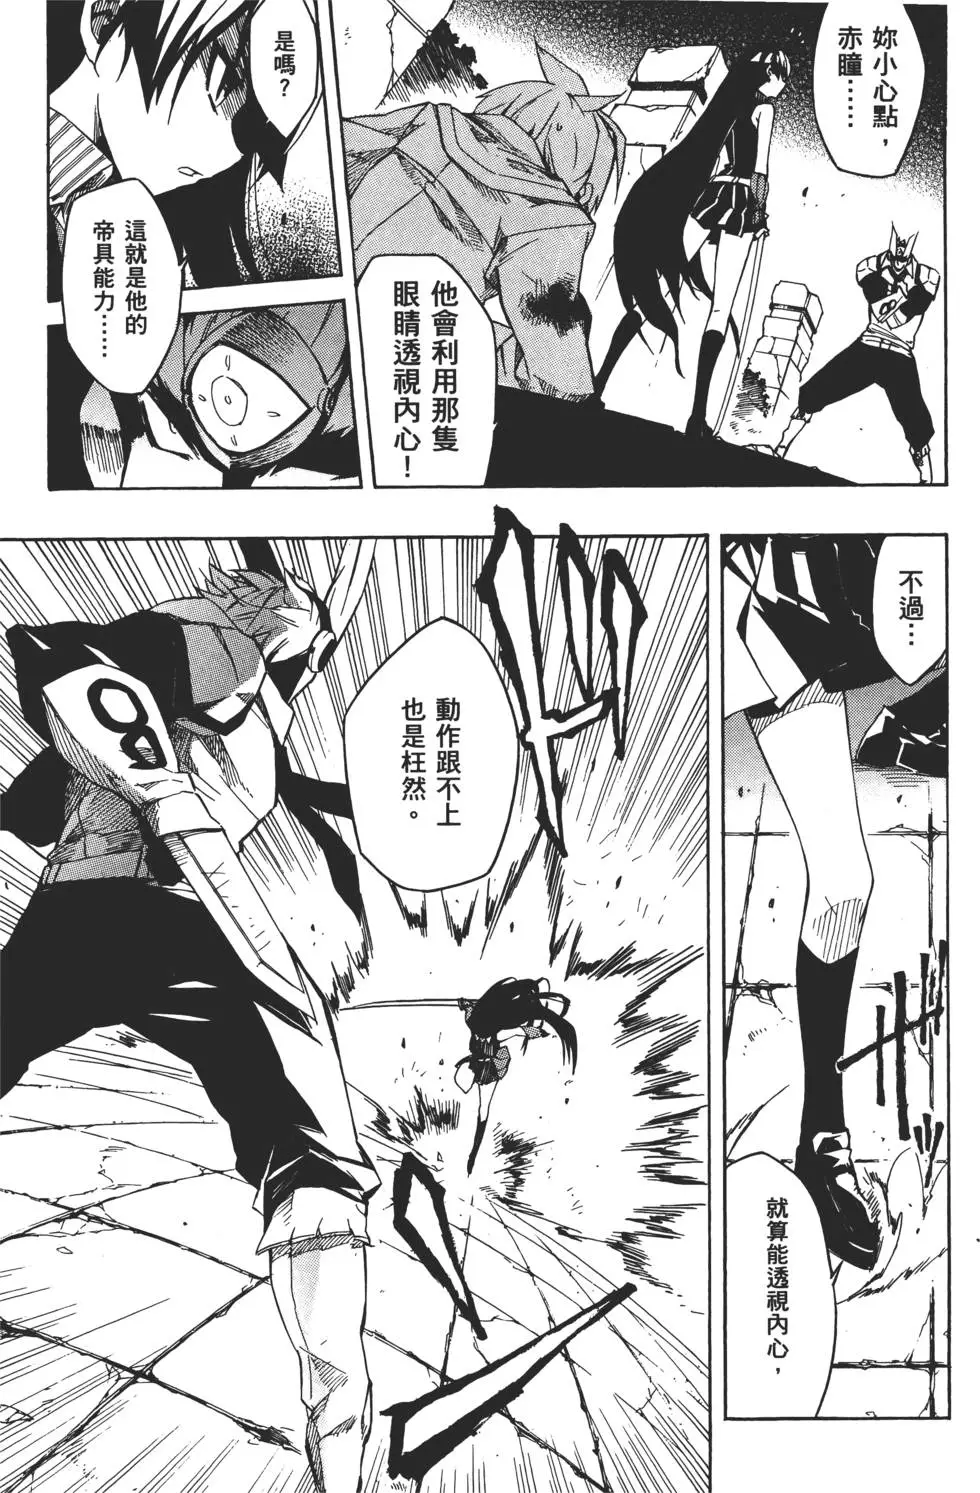 妳小心點，
赤瞳……
他會利用那隻
眼睛透視內心！
是嗎？
這就是他的
帝具能力……
不過…
就算能透視內心，
動作跟不上
也是枉然。